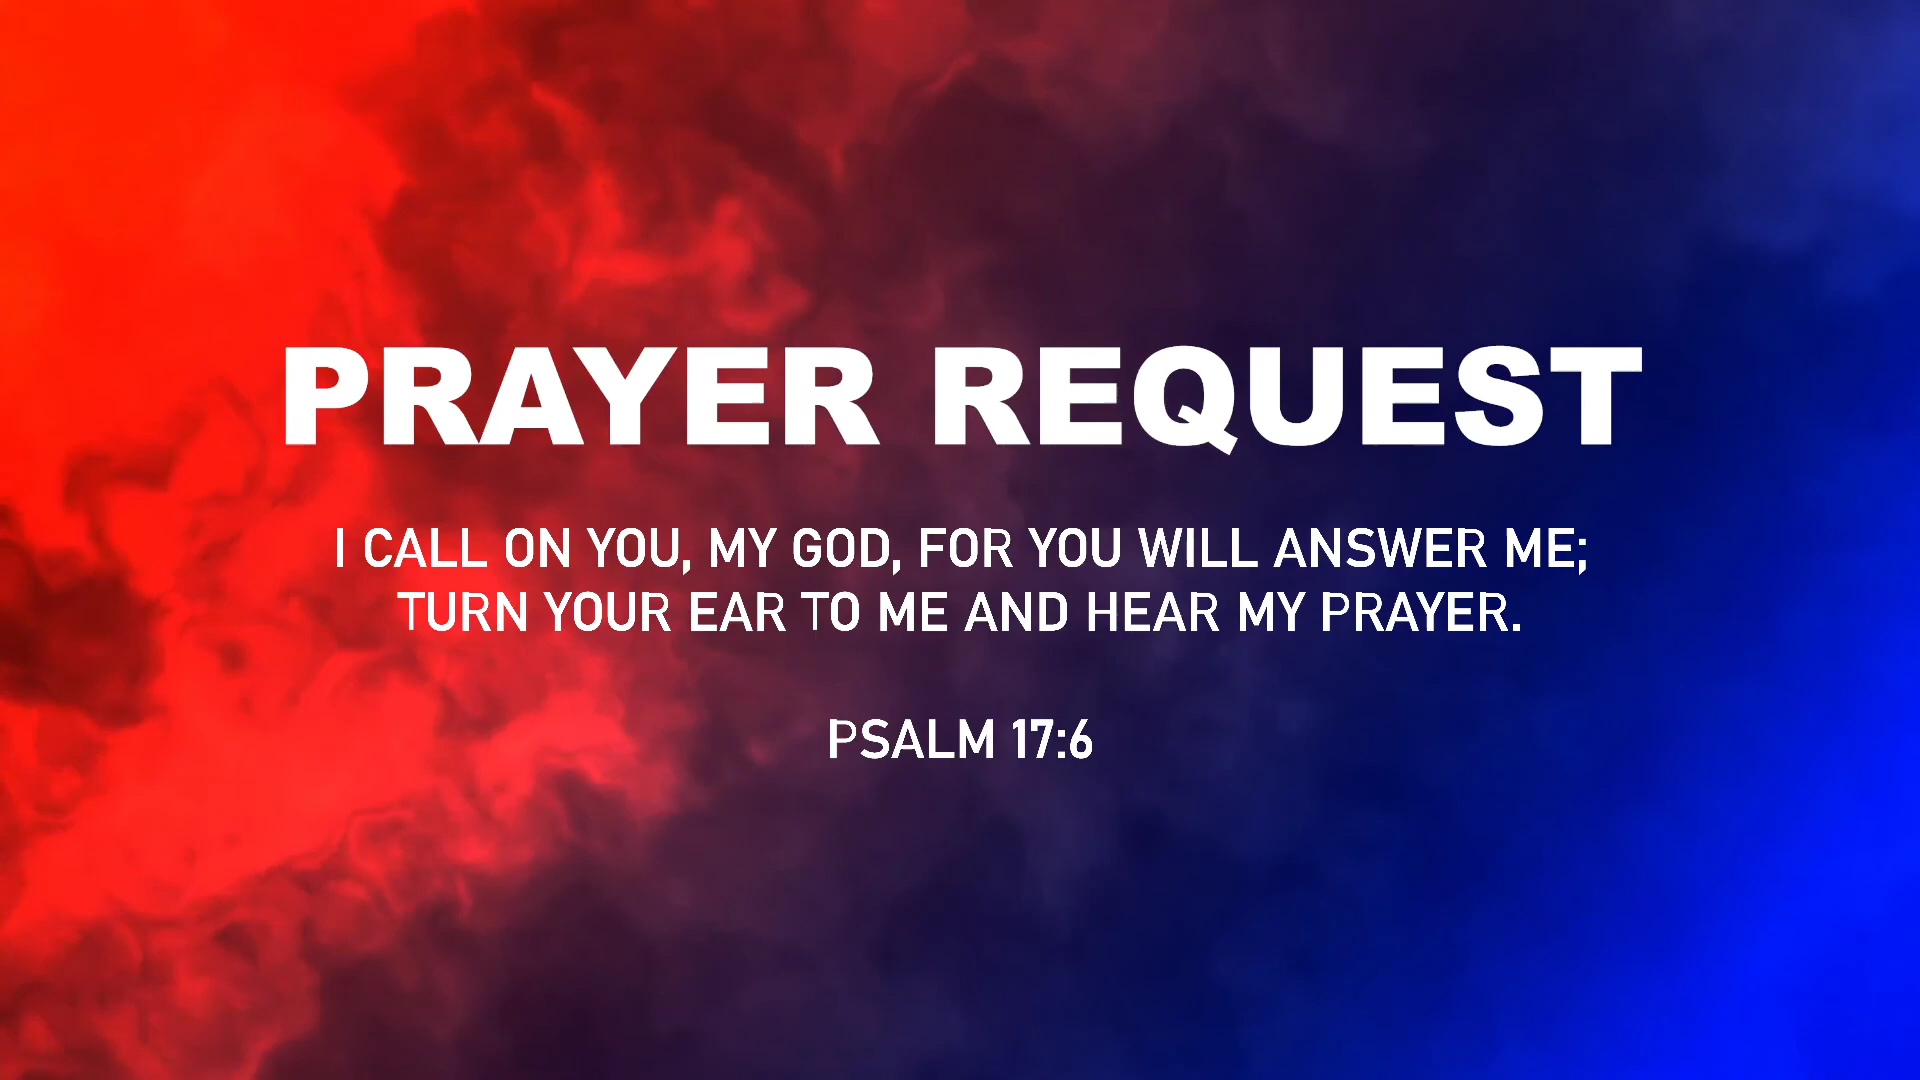 PRAYER REQUEST
I CALL ON YOU, MY GOD, FOR YOU WILL ANSWER ME;
TURN YOUR EAR TO ME AND HEAR MY PRAYER.
PSALM 17:6